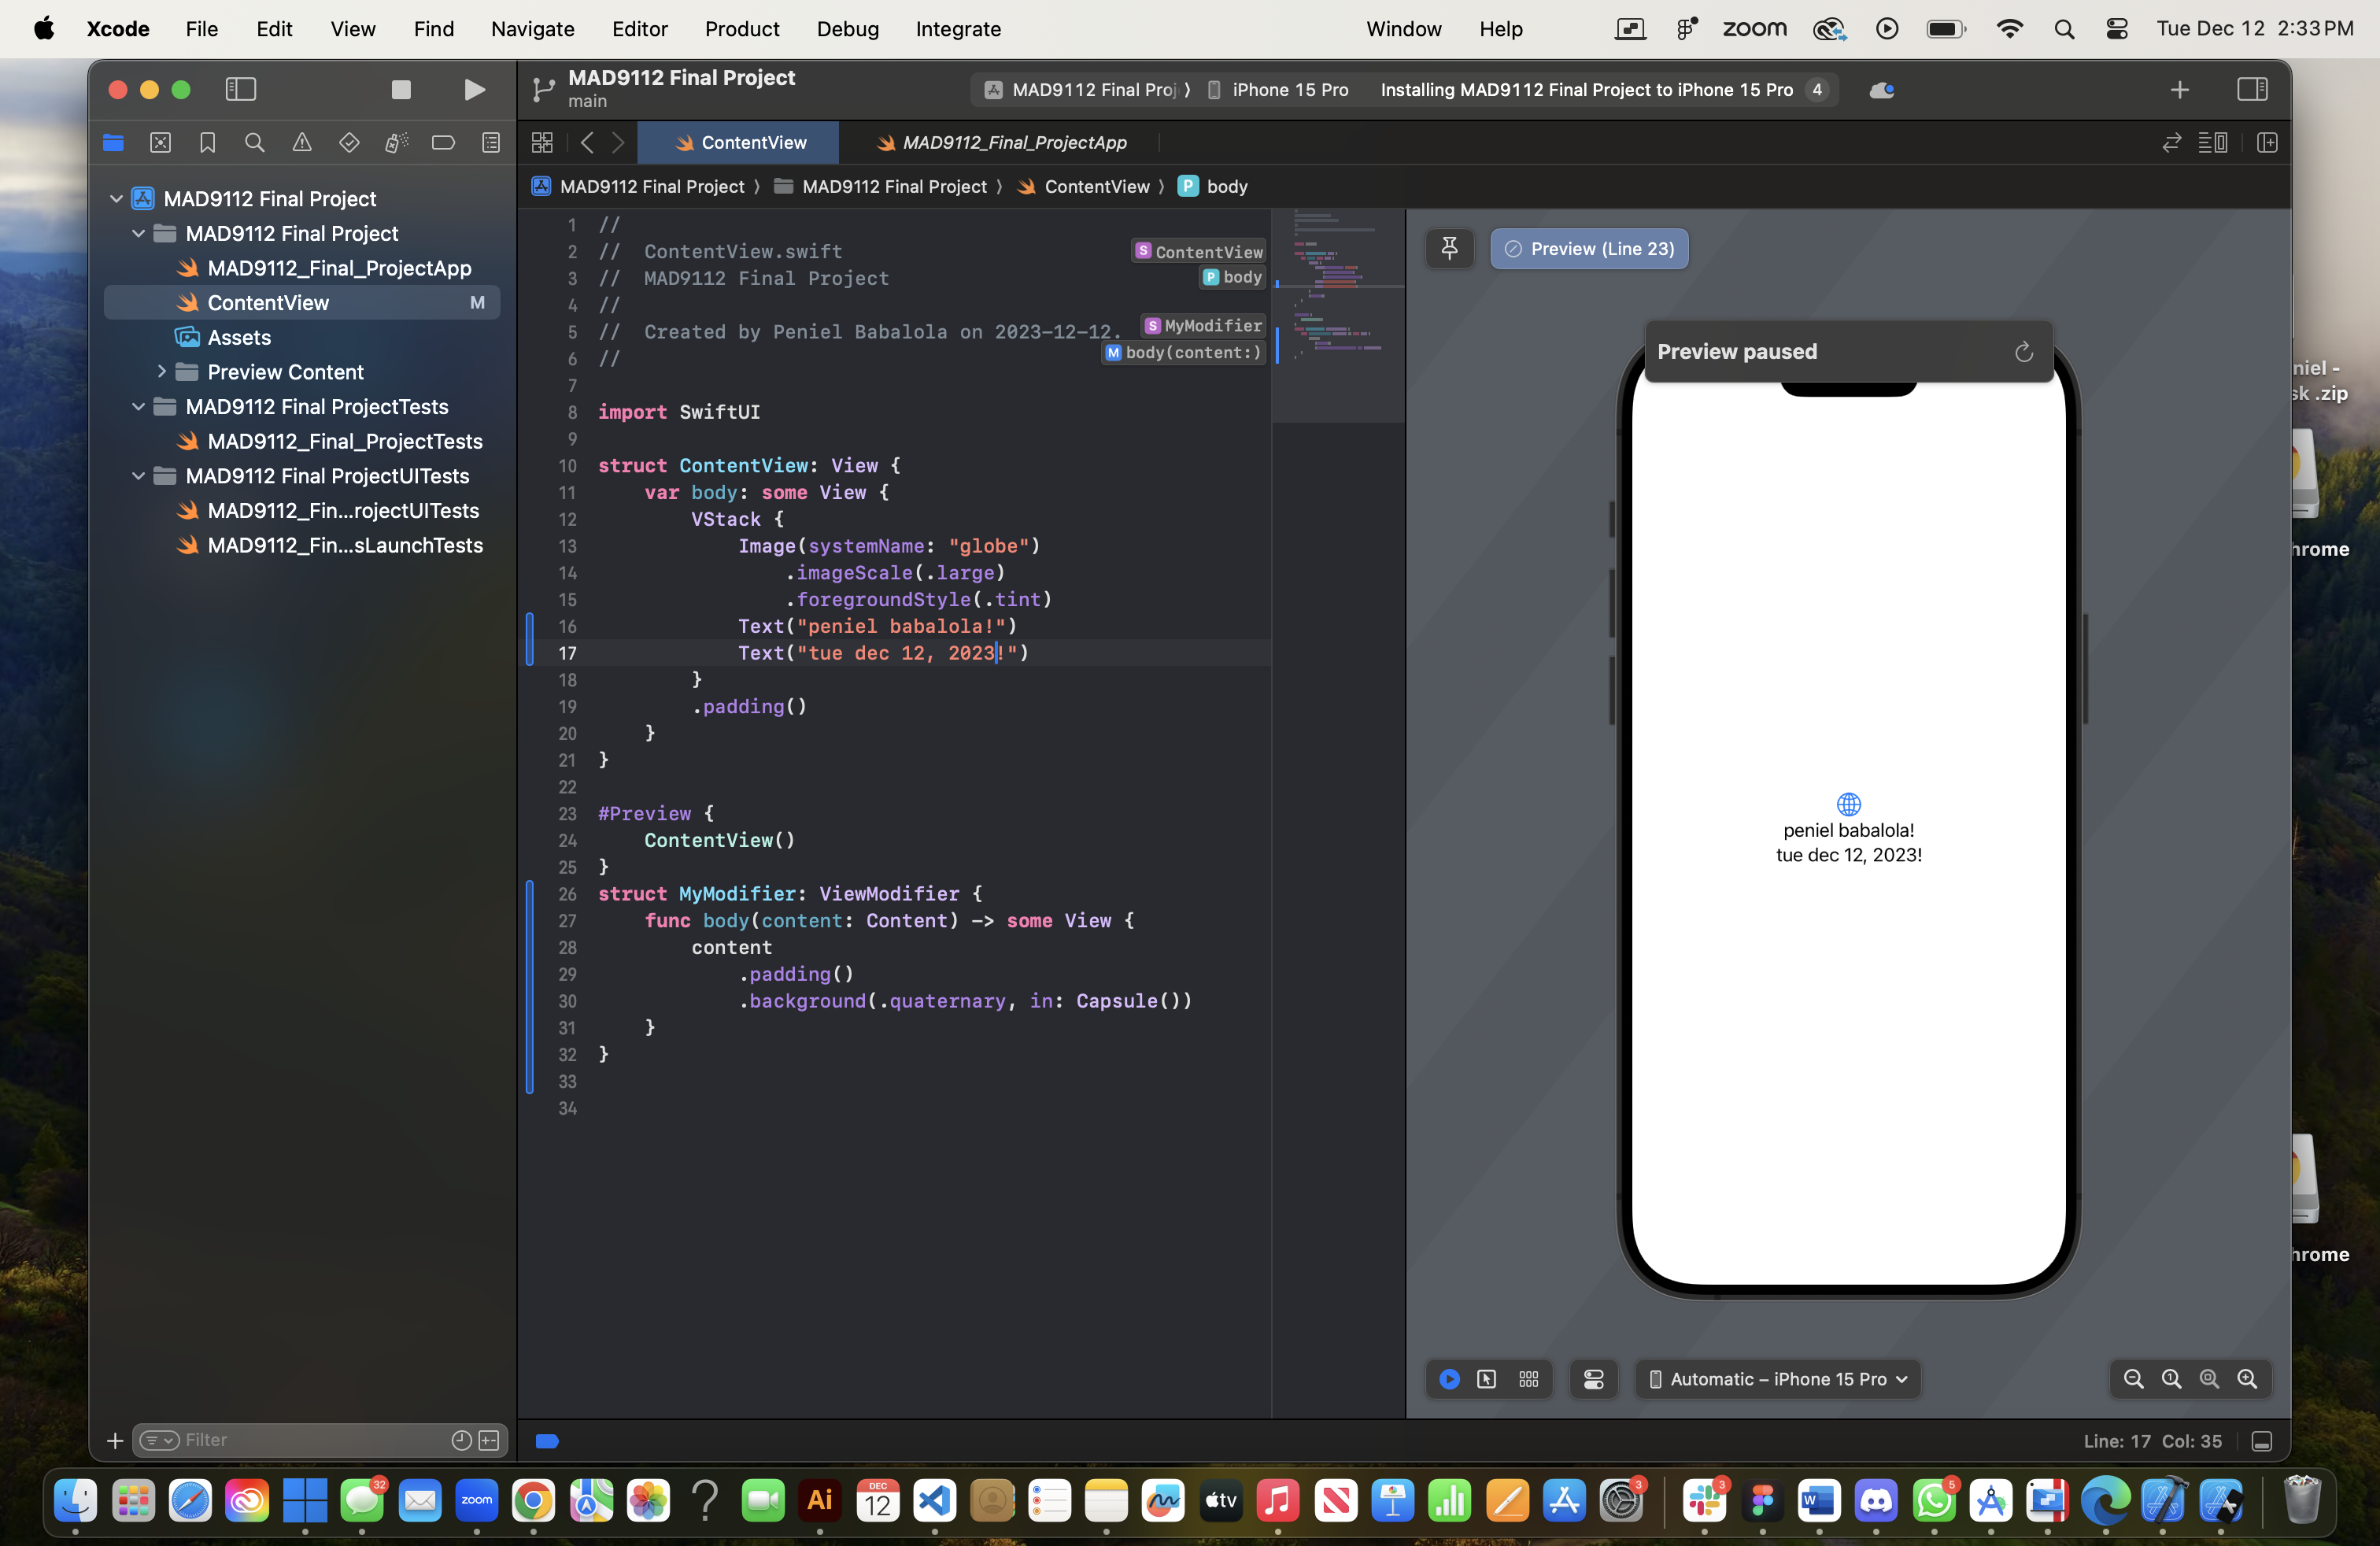 Xcode File Edit View Find Navigate Editor Product Debug Integrate Window Help zoom Tue Dec 12 2:33 PM
MAD9112 Final Project
main
MAD9112 Final Proj iPhone 15 Pro Installing MAD9112 Final Project to iPhone 15 Pro 4
ContentView MAD9112_Final_ProjectApp
MAD9112 Final Project MAD9112 Final Project ContentView P body
MAD9112 Final Project
MAD9112 Final Project
MAD9112_Final_ProjectApp
ContentView M
Assets
Preview Content
MAD9112 Final ProjectTests
MAD9112_Final_ProjectTests
MAD9112 Final ProjectUITests
MAD9112_Fin...rojectUITests
MAD9112_Fin...sLaunchTests
Filter
1 //
2 //  ContentView.swift
3 //  MAD9112 Final Project
4 //
5 //  Created by Peniel Babalola on 2023-12-12.
6 //
7
8 import SwiftUI
9
10 struct ContentView: View {
11     var body: some View {
12         VStack {
13             Image(systemName: "globe")
14                 .imageScale(.large)
15                 .foregroundStyle(.tint)
16             Text("peniel babalola!")
17             Text("tue dec 12, 2023!")
18         }
19         .padding()
20     }
21 }
22
23 #Preview {
24     ContentView()
25 }
26 struct MyModifier: ViewModifier {
27     func body(content: Content) -> some View {
28         content
29             .padding()
30             .background(.quaternary, in: Capsule())
31     }
32 }
33
34
S ContentView
P body
S MyModifier
M body(content:)
Preview (Line 23)
Preview paused
peniel babalola!
tue dec 12, 2023!
Automatic – iPhone 15 Pro
Line: 17 Col: 35
niel -
sk .zip
hrome
hrome
32
zoom
Ai
DEC
12
tv
3
3
W
5